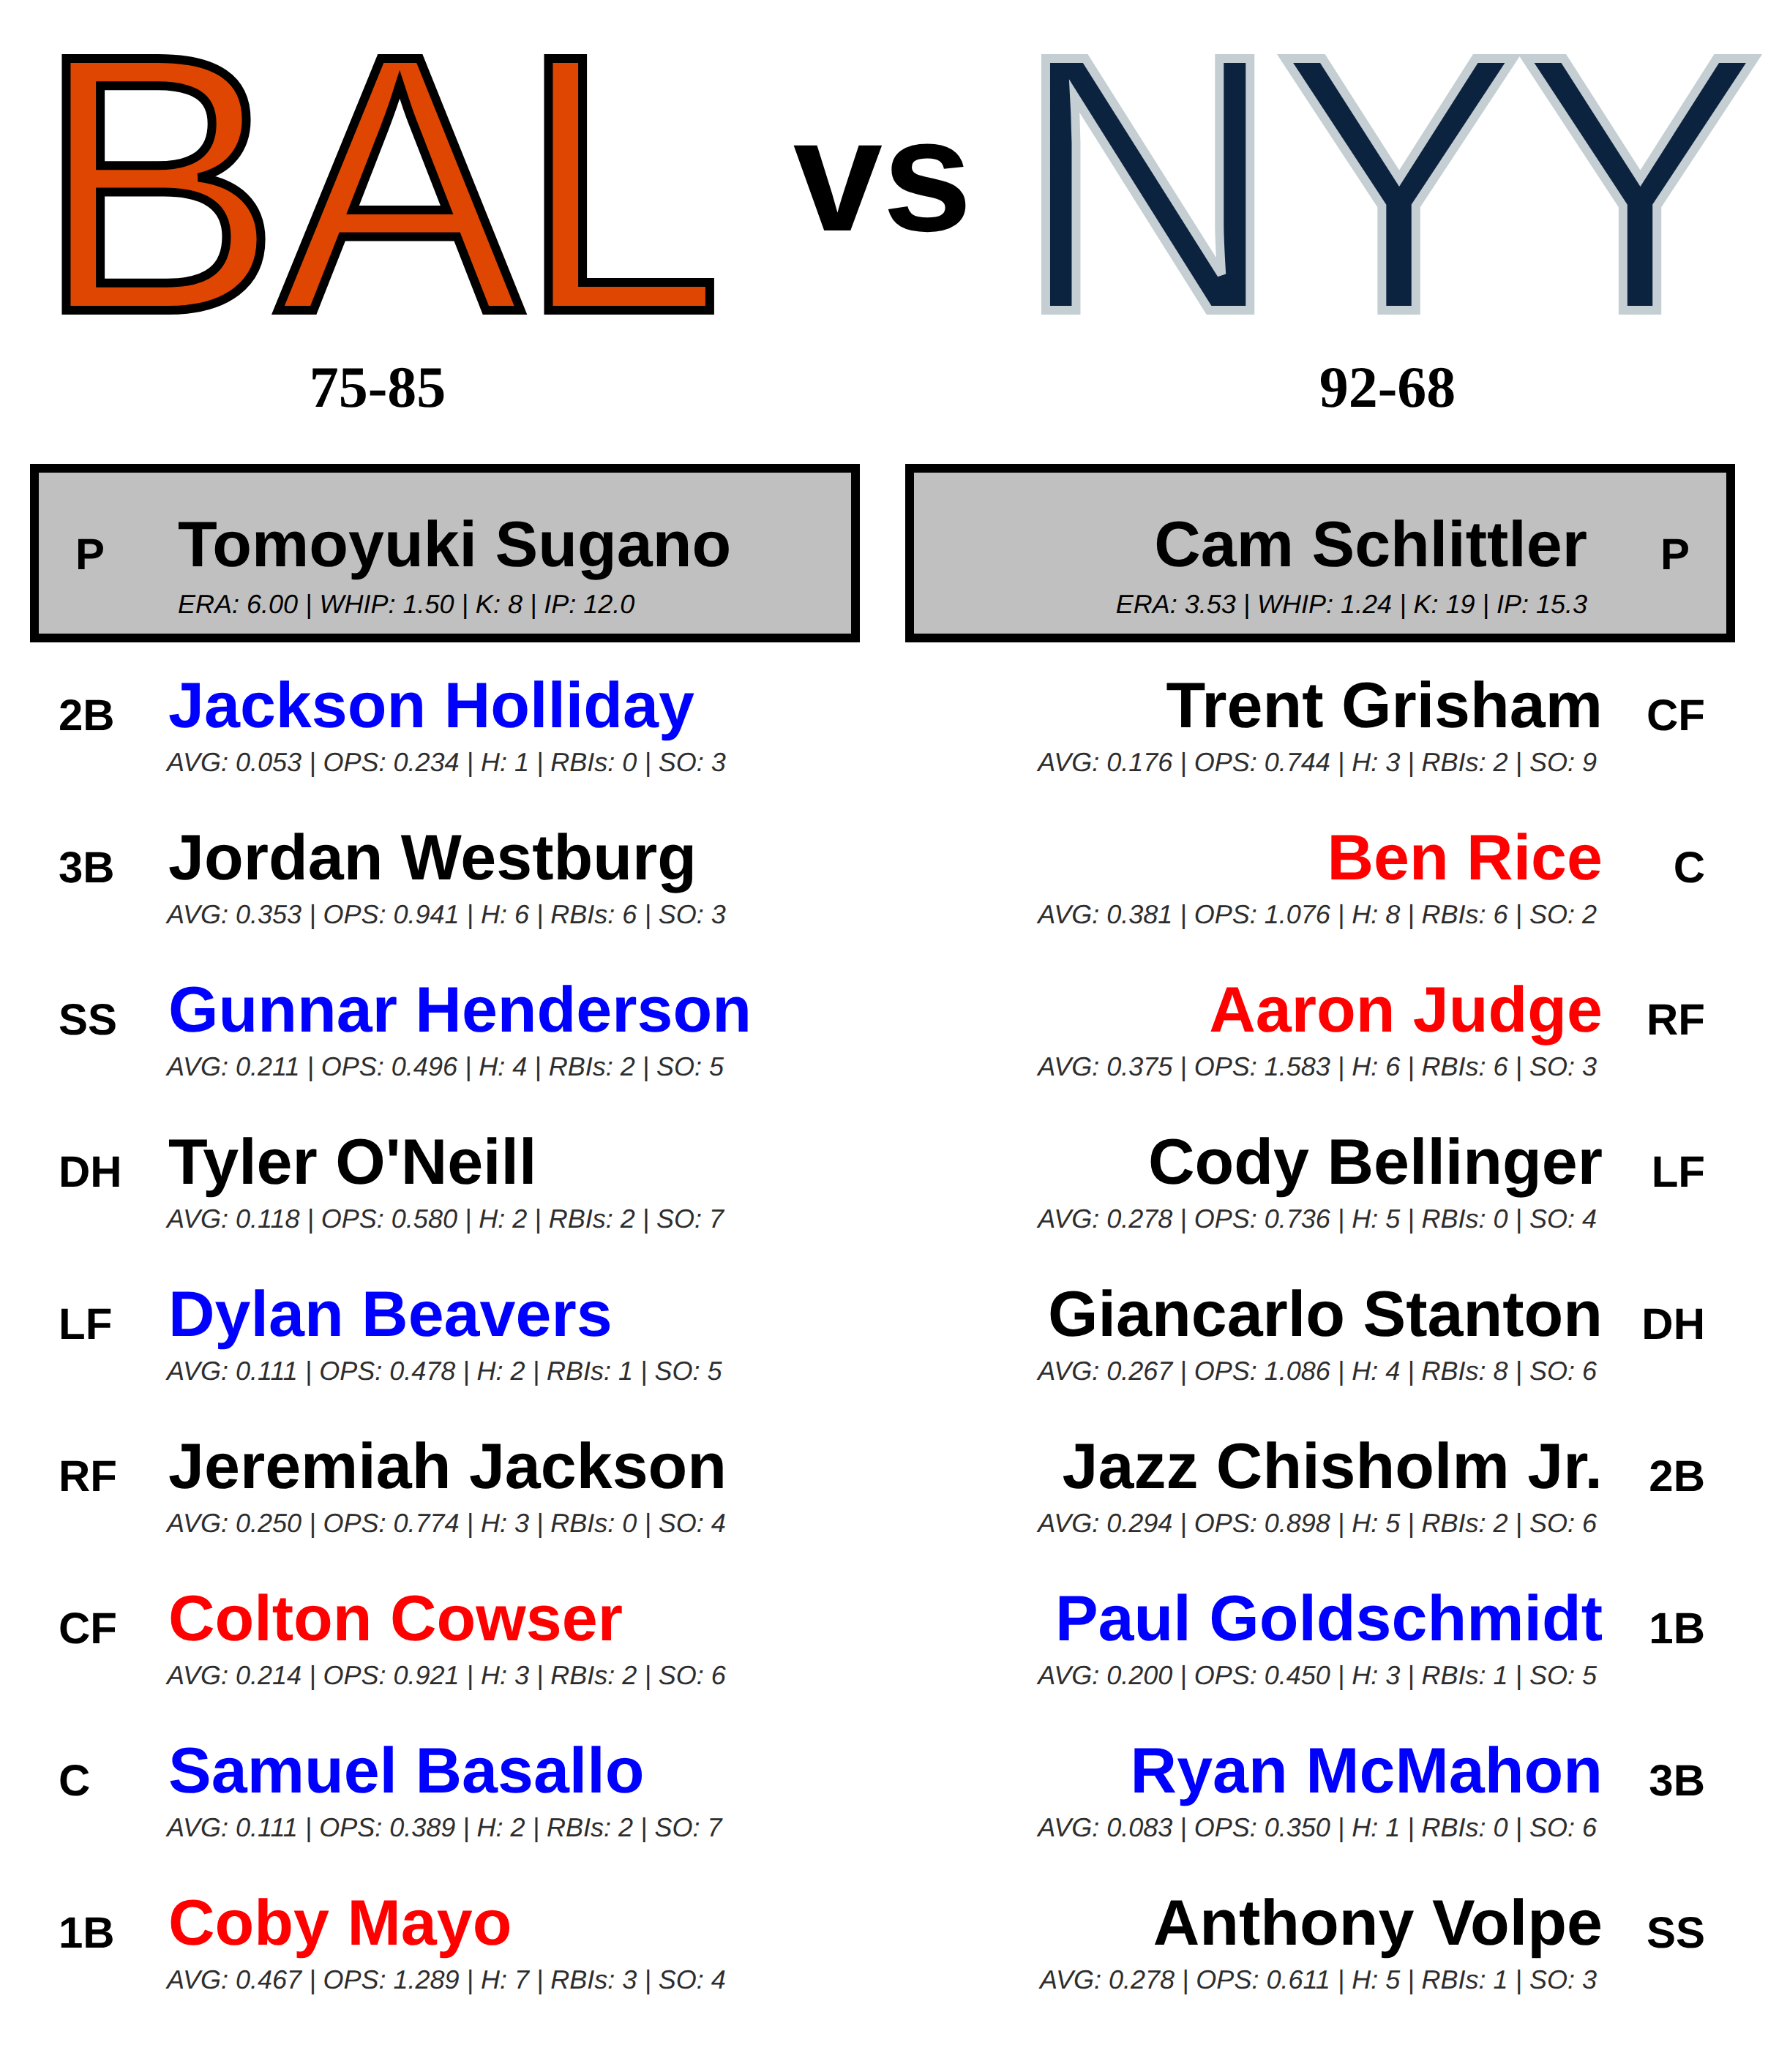 BAL vs NYY
75-85 92-68
P Tomoyuki Sugano Cam Schlittler P
ERA: 6.00 | WHIP: 1.50 | K: 8 | IP: 12.0 ERA: 3.53 | WHIP: 1.24 | K: 19 | IP: 15.3
2B Jackson Holliday Trent Grisham CF
AVG: 0.053 | OPS: 0.234 | H: 1 | RBIs: 0 | SO: 3 AVG: 0.176 | OPS: 0.744 | H: 3 | RBIs: 2 | SO: 9
3B Jordan Westburg Ben Rice C
AVG: 0.353 | OPS: 0.941 | H: 6 | RBIs: 6 | SO: 3 AVG: 0.381 | OPS: 1.076 | H: 8 | RBIs: 6 | SO: 2
SS Gunnar Henderson Aaron Judge RF
AVG: 0.211 | OPS: 0.496 | H: 4 | RBIs: 2 | SO: 5 AVG: 0.375 | OPS: 1.583 | H: 6 | RBIs: 6 | SO: 3
DH Tyler O'Neill Cody Bellinger LF
AVG: 0.118 | OPS: 0.580 | H: 2 | RBIs: 2 | SO: 7 AVG: 0.278 | OPS: 0.736 | H: 5 | RBIs: 0 | SO: 4
LF Dylan Beavers Giancarlo Stanton DH
AVG: 0.111 | OPS: 0.478 | H: 2 | RBIs: 1 | SO: 5 AVG: 0.267 | OPS: 1.086 | H: 4 | RBIs: 8 | SO: 6
RF Jeremiah Jackson Jazz Chisholm Jr. 2B
AVG: 0.250 | OPS: 0.774 | H: 3 | RBIs: 0 | SO: 4 AVG: 0.294 | OPS: 0.898 | H: 5 | RBIs: 2 | SO: 6
CF Colton Cowser Paul Goldschmidt 1B
AVG: 0.214 | OPS: 0.921 | H: 3 | RBIs: 2 | SO: 6 AVG: 0.200 | OPS: 0.450 | H: 3 | RBIs: 1 | SO: 5
C Samuel Basallo Ryan McMahon 3B
AVG: 0.111 | OPS: 0.389 | H: 2 | RBIs: 2 | SO: 7 AVG: 0.083 | OPS: 0.350 | H: 1 | RBIs: 0 | SO: 6
1B Coby Mayo Anthony Volpe SS
AVG: 0.467 | OPS: 1.289 | H: 7 | RBIs: 3 | SO: 4 AVG: 0.278 | OPS: 0.611 | H: 5 | RBIs: 1 | SO: 3